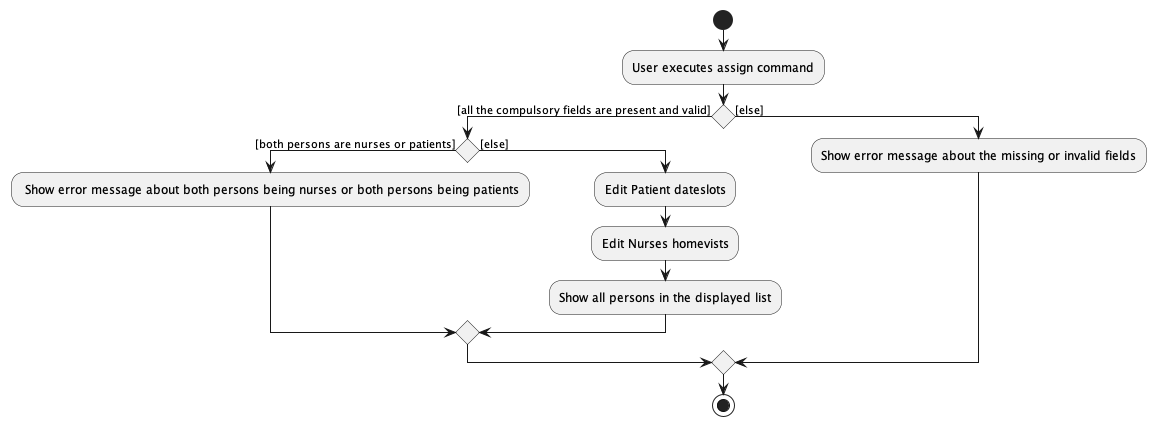 User executes assign command
[all the compulsory fields are present and valid]
[else]
[both persons are nurses or patients]
[else]
Show error message about the missing or invalid fields
Show error message about both persons being nurses or both persons being patients
Edit Patient dateslots
Edit Nurses homevists
Show all persons in the displayed list